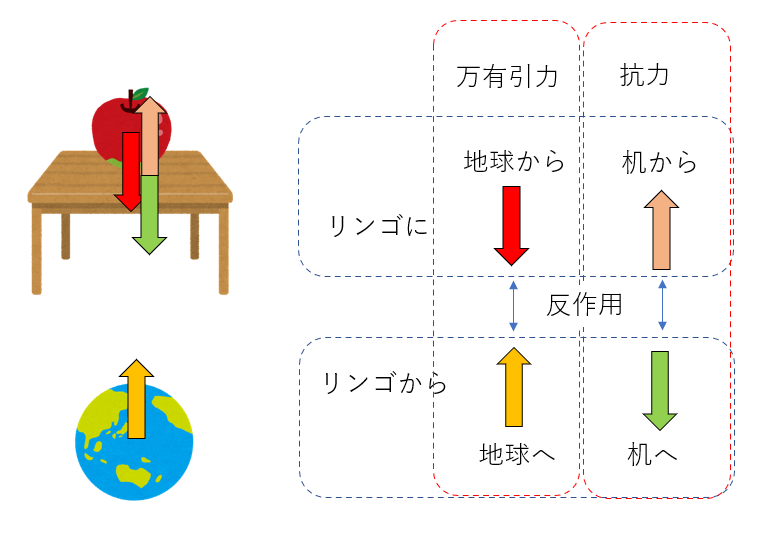 万有引力
抗力
地球から
机から
リンゴに
反作用
リンゴから
地球へ
机へ